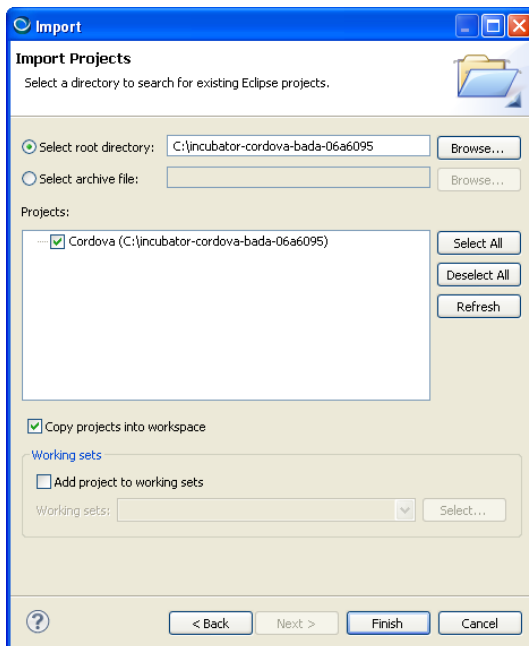 Import
Import Projects
Select a directory to search for existing Eclipse projects.
Select root directory: C:\incubator-cordova-bada-06a6095 Browse...
Select archive file: Browse...
Projects:
Cordova (C:\incubator-cordova-bada-06a6095)
Select All
Deselect All
Refresh
Copy projects into workspace
Working sets
Add project to working sets
Working sets: Select...
? < Back Next > Finish Cancel